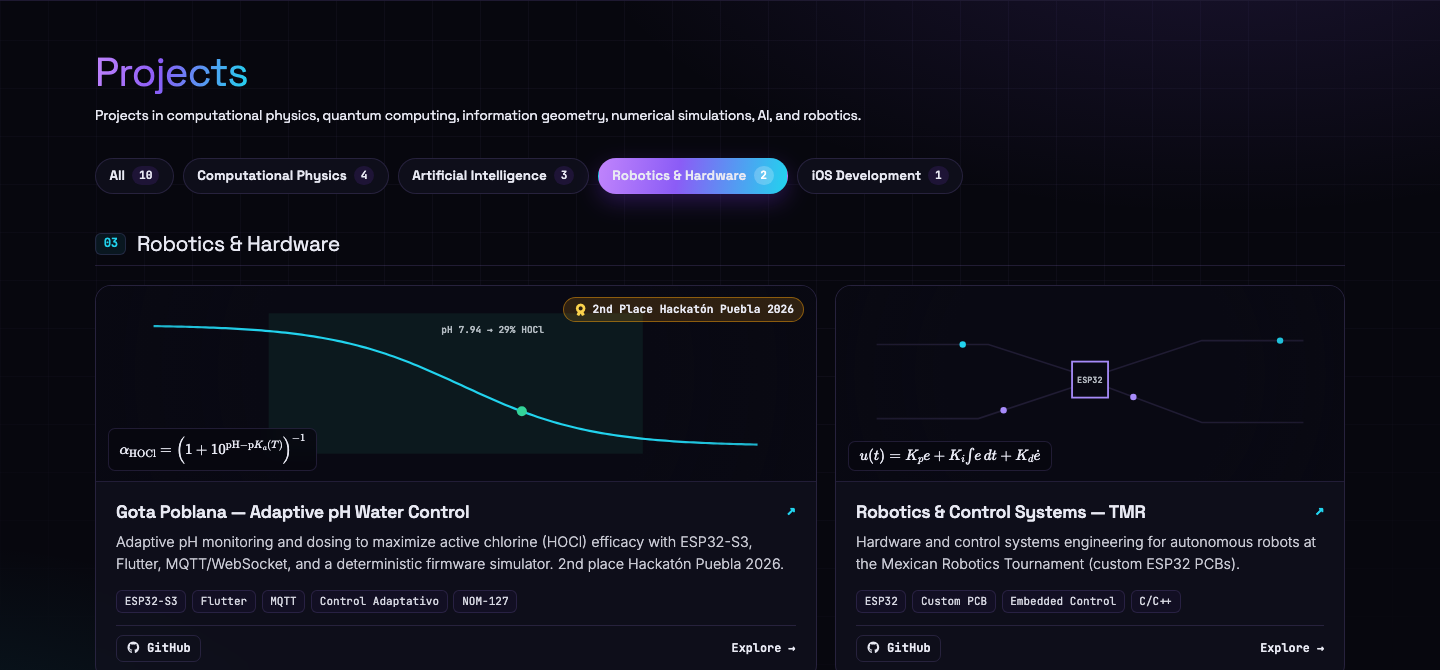 Projects
Projects in computational physics, quantum computing, information geometry, numerical simulations, AI, and robotics.
All 10
Computational Physics 4
Artificial Intelligence 3
Robotics & Hardware 2
iOS Development 1
03 Robotics & Hardware
2nd Place Hackatón Puebla 2026
pH 7.94 → 29% HOCl
α_HOCl = (1 + 10^(pH−pK_a(T)))^−1
Gota Poblana — Adaptive pH Water Control ↗
Adaptive pH monitoring and dosing to maximize active chlorine (HOCl) efficacy with ESP32-S3,
Flutter, MQTT/WebSocket, and a deterministic firmware simulator. 2nd place Hackatón Puebla 2026.
ESP32-S3 Flutter MQTT Control Adaptativo NOM-127
GitHub Explore →
ESP32
u(t) = K_p e + K_i ∫ e dt + K_d ė
Robotics & Control Systems — TMR ↗
Hardware and control systems engineering for autonomous robots at
the Mexican Robotics Tournament (custom ESP32 PCBs).
ESP32 Custom PCB Embedded Control C/C++
GitHub Explore →